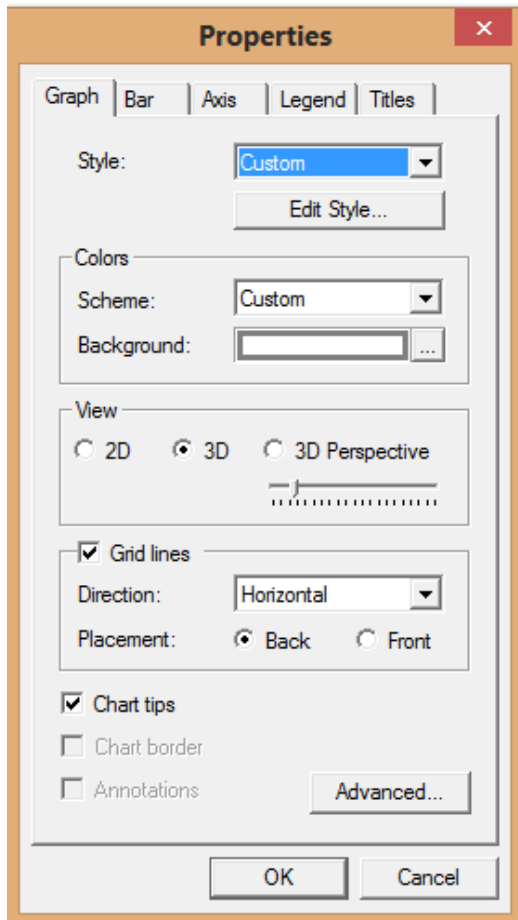 Properties
Graph Bar Axis Legend Titles
Style: Custom
Edit Style...
Colors
Scheme: Custom
Background: ...
View
2D 3D 3D Perspective
Grid lines
Direction: Horizontal
Placement: Back Front
Chart tips
Chart border
Annotations Advanced...
OK Cancel